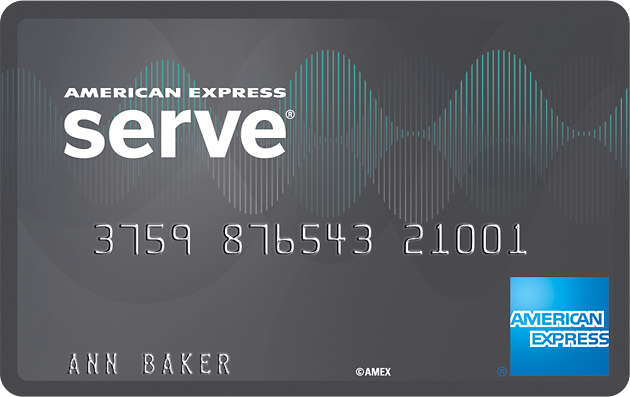 AMERICAN EXPRESS
serve®
3759 876543 21001
ANN BAKER
©AMEX
®
AMERICAN
EXPRESS